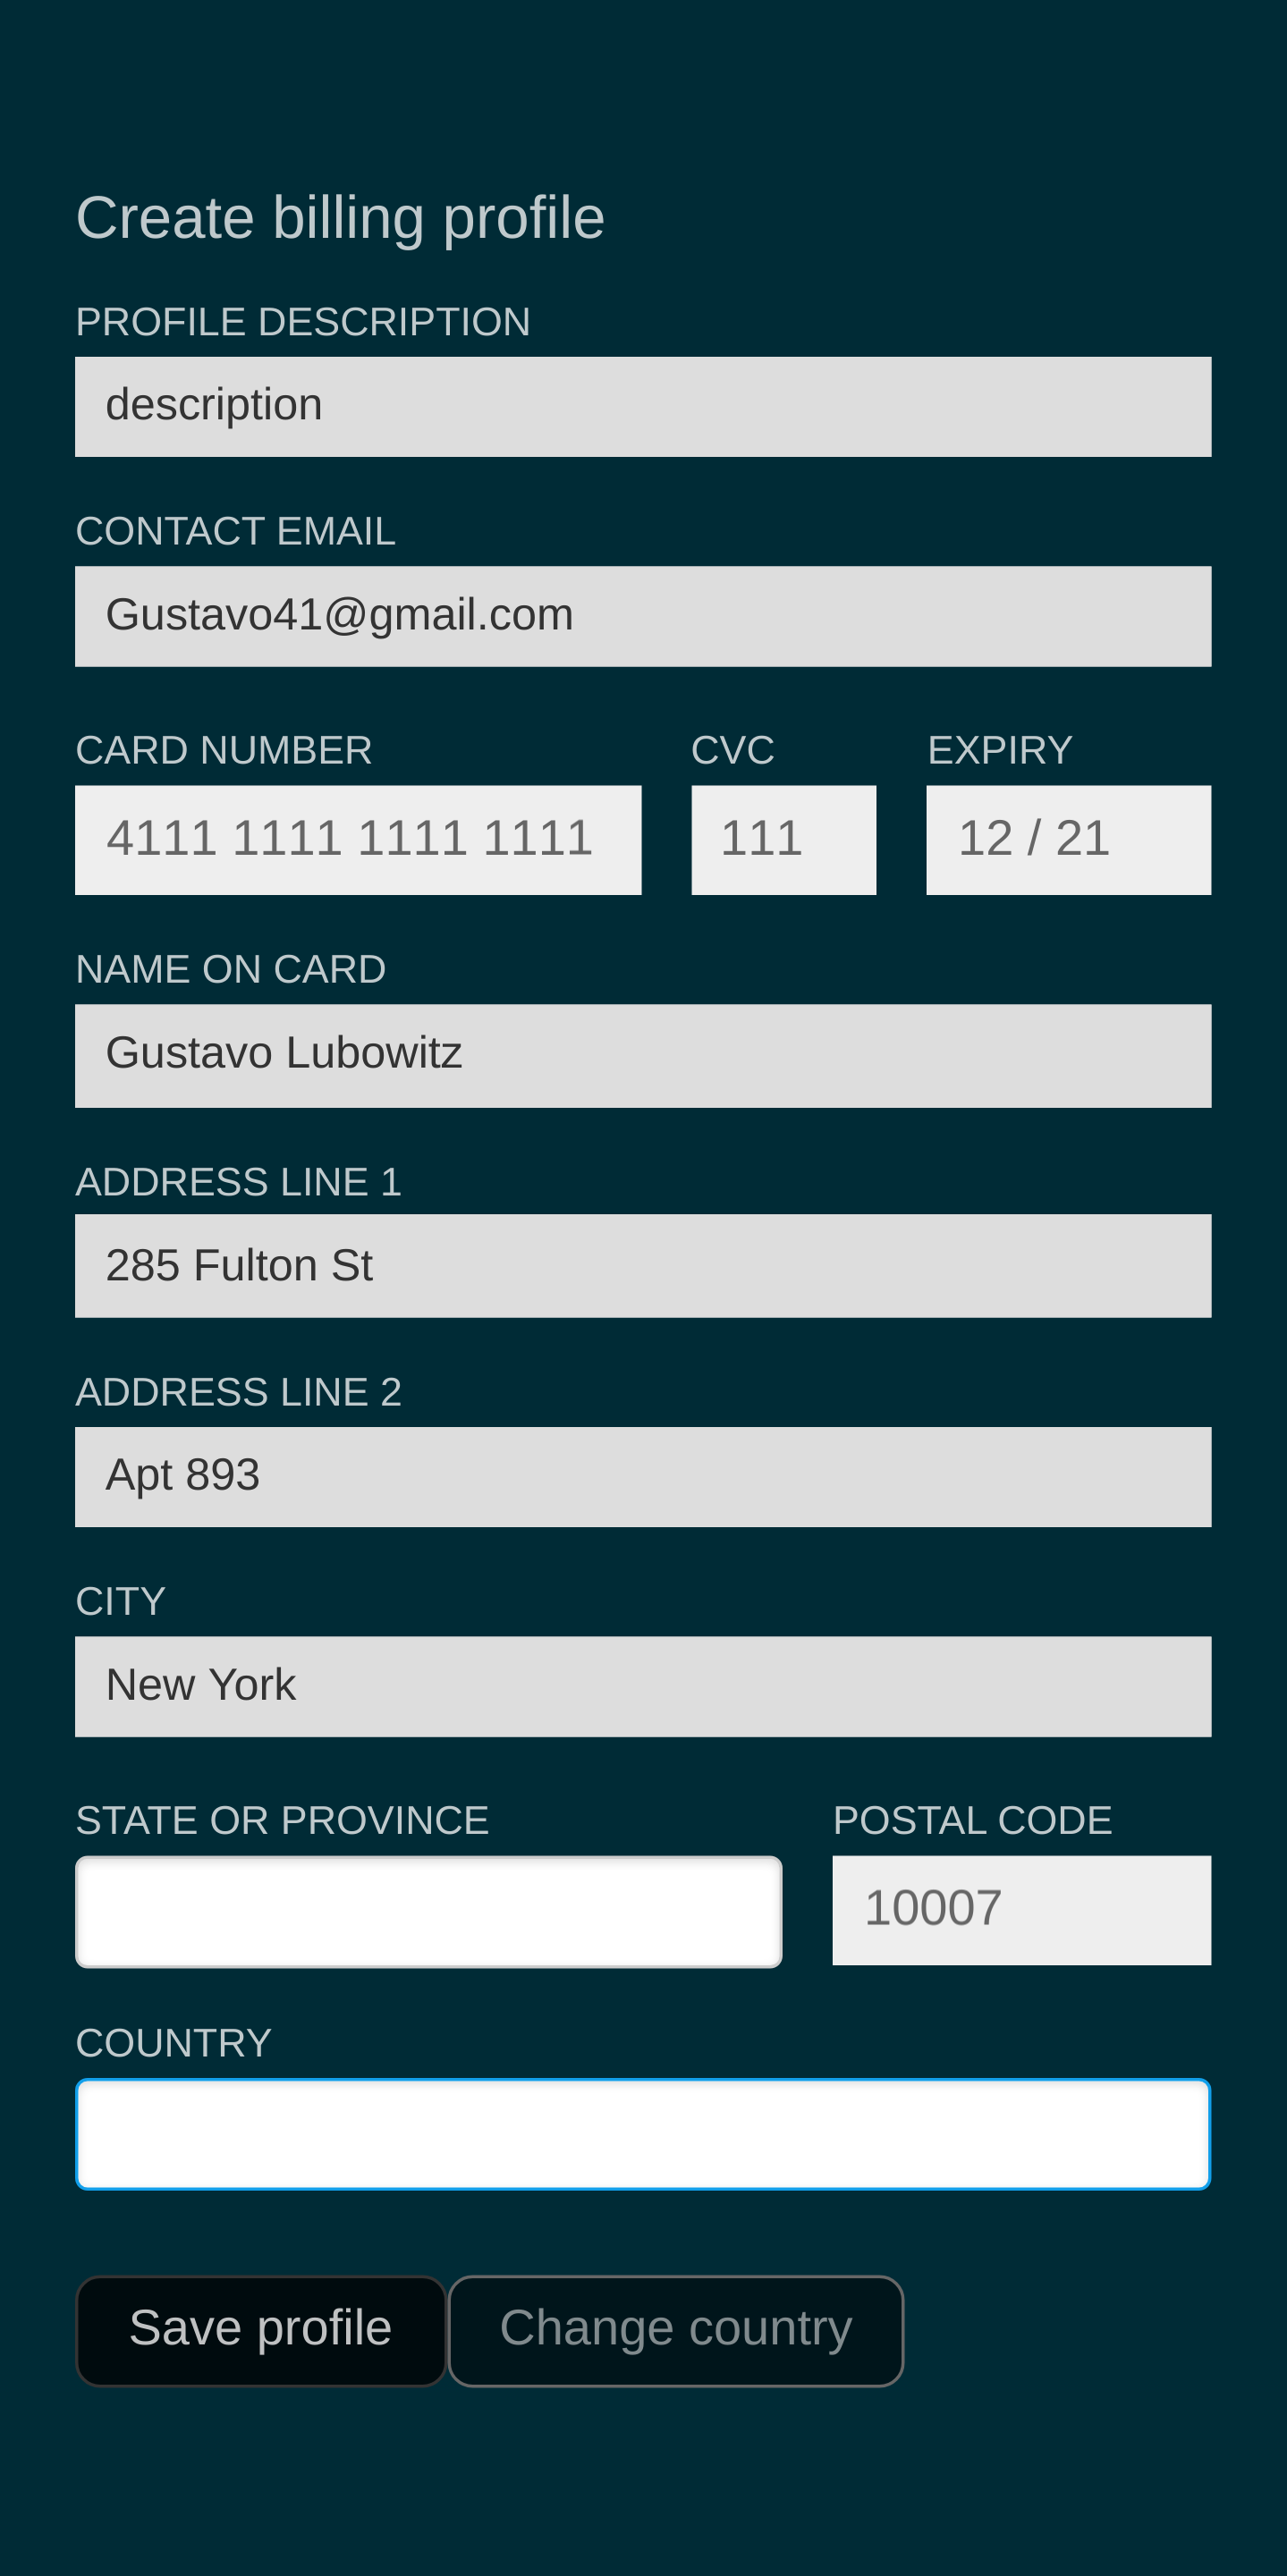 Create billing profile
PROFILE DESCRIPTION
description
CONTACT EMAIL
Gustavo41@gmail.com
CARD NUMBER CVC EXPIRY
4111 1111 1111 1111 111 12 / 21
NAME ON CARD
Gustavo Lubowitz
ADDRESS LINE 1
285 Fulton St
ADDRESS LINE 2
Apt 893
CITY
New York
STATE OR PROVINCE POSTAL CODE
10007
COUNTRY
Save profile Change country